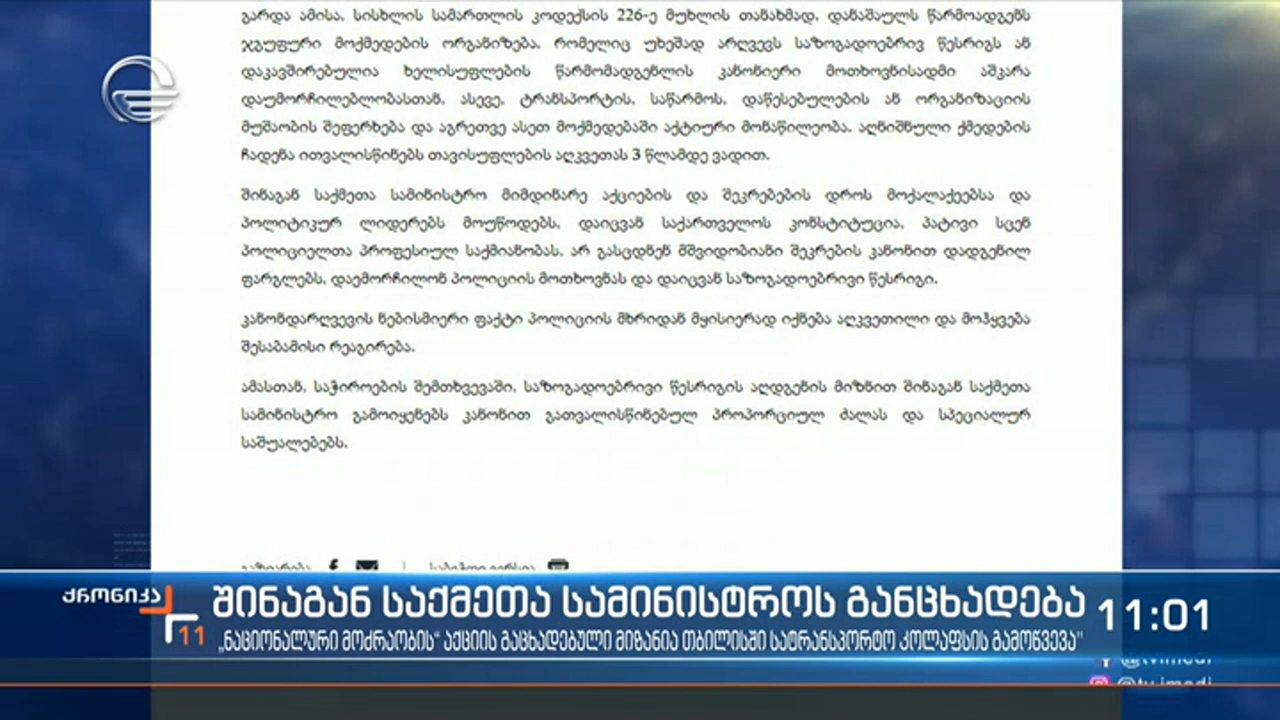 გარდა ამისა, სისხლის სამართლის კოდექსის 226-ე მუხლის თანახმად, დანაშაულს წარმოადგენს
ჯგუფური მოქმედების ორგანიზება, რომელიც უხეშად არღვევს საზოგადოებრივ წესრიგს ან
დაკავშირებულია ხელისუფლების წარმომადგენლის კანონიერი მოთხოვნისადმი აშკარა
დაუმორჩილებლობასთან, ასევე, ტრანსპორტის, საწარმოს, დაწესებულების ან ორგანიზაციის
მუშაობის შეფერხება და აგრეთვე ასეთ მოქმედებაში აქტიური მონაწილეობა. აღნიშნული ქმედების
ჩადენა ითვალისწინებს თავისუფლების აღკვეთას 3 წლამდე ვადით.
შინაგან საქმეთა სამინისტრო მიმდინარე აქციების და შეკრებების დროს მოქალაქეებსა და
პოლიტიკურ ლიდერებს მოუწოდებს, დაიცვან საქართველოს კონსტიტუცია, პატივი სცენ
პოლიციელთა პროფესიულ საქმიანობას, არ გასცდნენ მშვიდობიანი შეკრების კანონით დადგენილ
ფარგლებს, დაემორჩილონ პოლიციის მოთხოვნას და დაიცვან საზოგადოებრივი წესრიგი.
კანონდარღვევის ნებისმიერი ფაქტი პოლიციის მხრიდან მყისიერად იქნება აღკვეთილი და მოჰყვება
შესაბამისი რეაგირება.
ამასთან, საჭიროების შემთხვევაში, საზოგადოებრივი წესრიგის აღდგენის მიზნით შინაგან საქმეთა
სამინისტრო გამოიყენებს კანონით გათვალისწინებულ პროპორციულ ძალას და სპეციალურ
საშუალებებს.
გაზიარება | საბეჭდი ვერსია
ქრონიკა 11
შინაგან საქმეთა სამინისტროს განცხადება 11:01
„ნაციონალური მოძრაობის“ აქციის გაცხადებული მიზანია თბილისში სატრანსპორტო კოლაფსის გამოწვევა"
@tvimedi
@tv.imedi